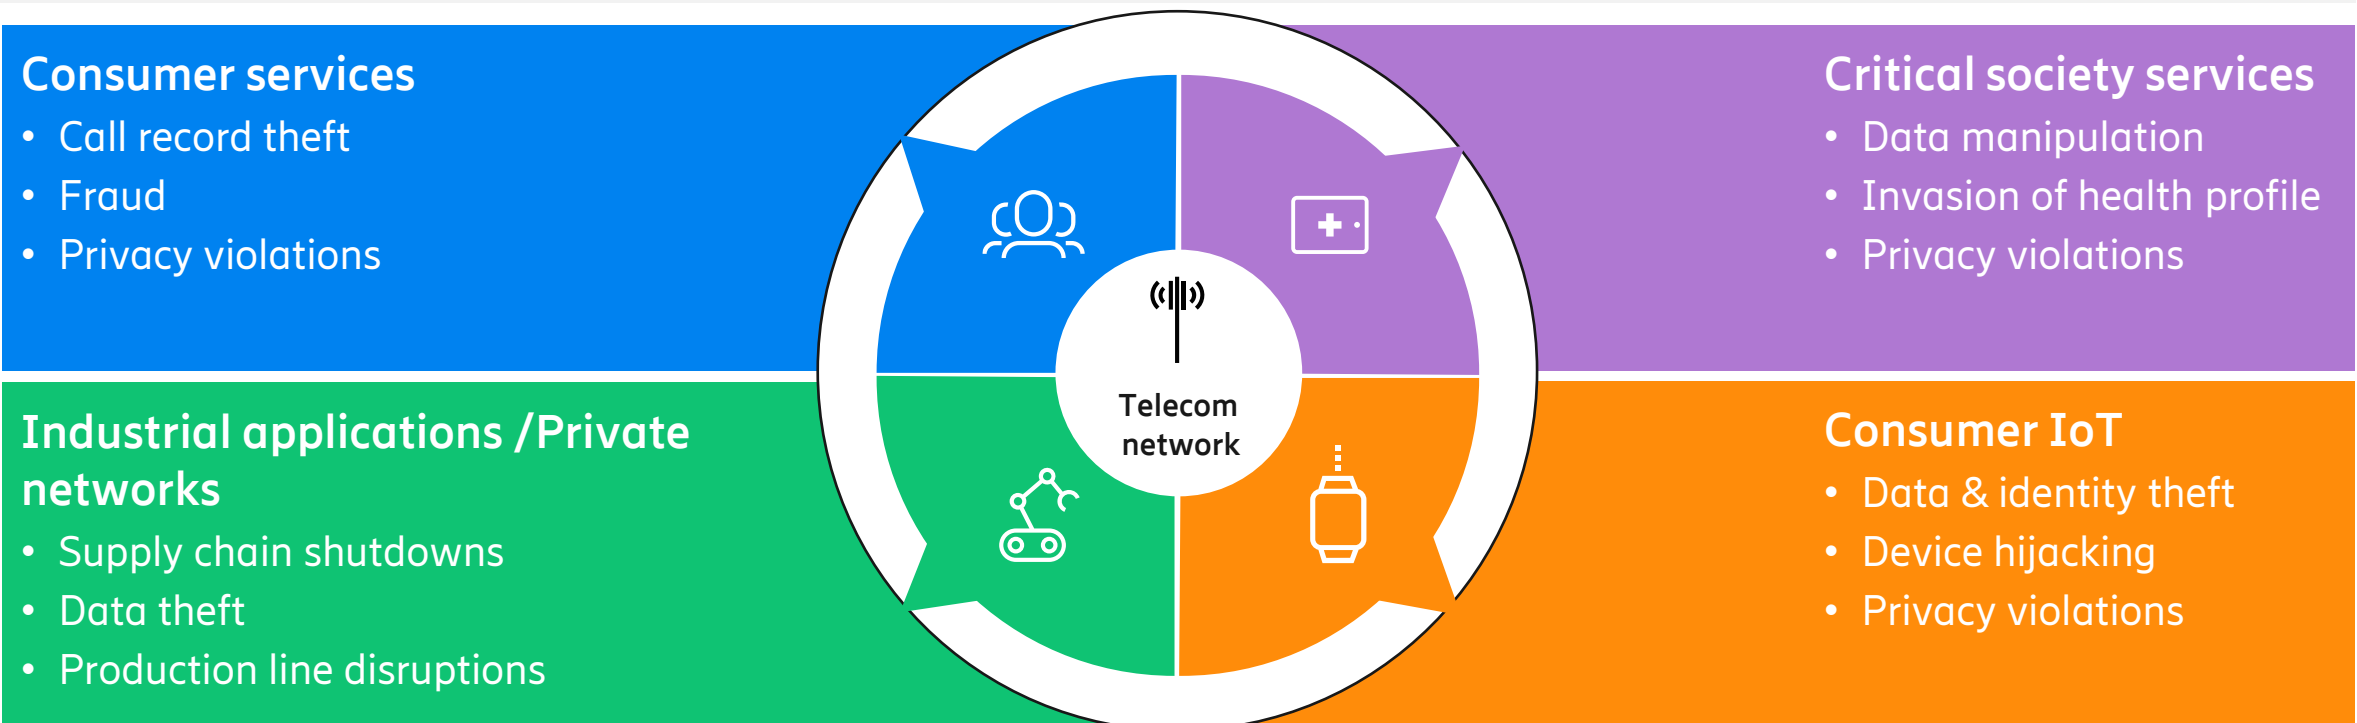 Consumer services
• Call record theft
• Fraud
• Privacy violations
Critical society services
• Data manipulation
• Invasion of health profile
• Privacy violations
Telecom
network
Industrial applications /Private
networks
• Supply chain shutdowns
• Data theft
• Production line disruptions
Consumer IoT
• Data & identity theft
• Device hijacking
• Privacy violations